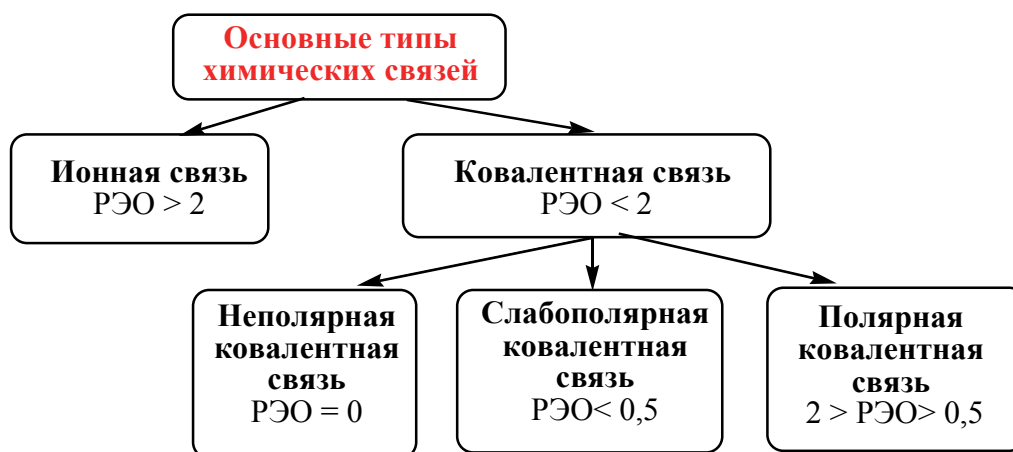 Основные типы
химических связей
Ионная связь
РЭО > 2
Ковалентная связь
РЭО < 2
Неполярная
ковалентная
связь
РЭО = 0
Слабополярная
ковалентная
связь
РЭО< 0,5
Полярная
ковалентная
связь
2 > РЭО> 0,5